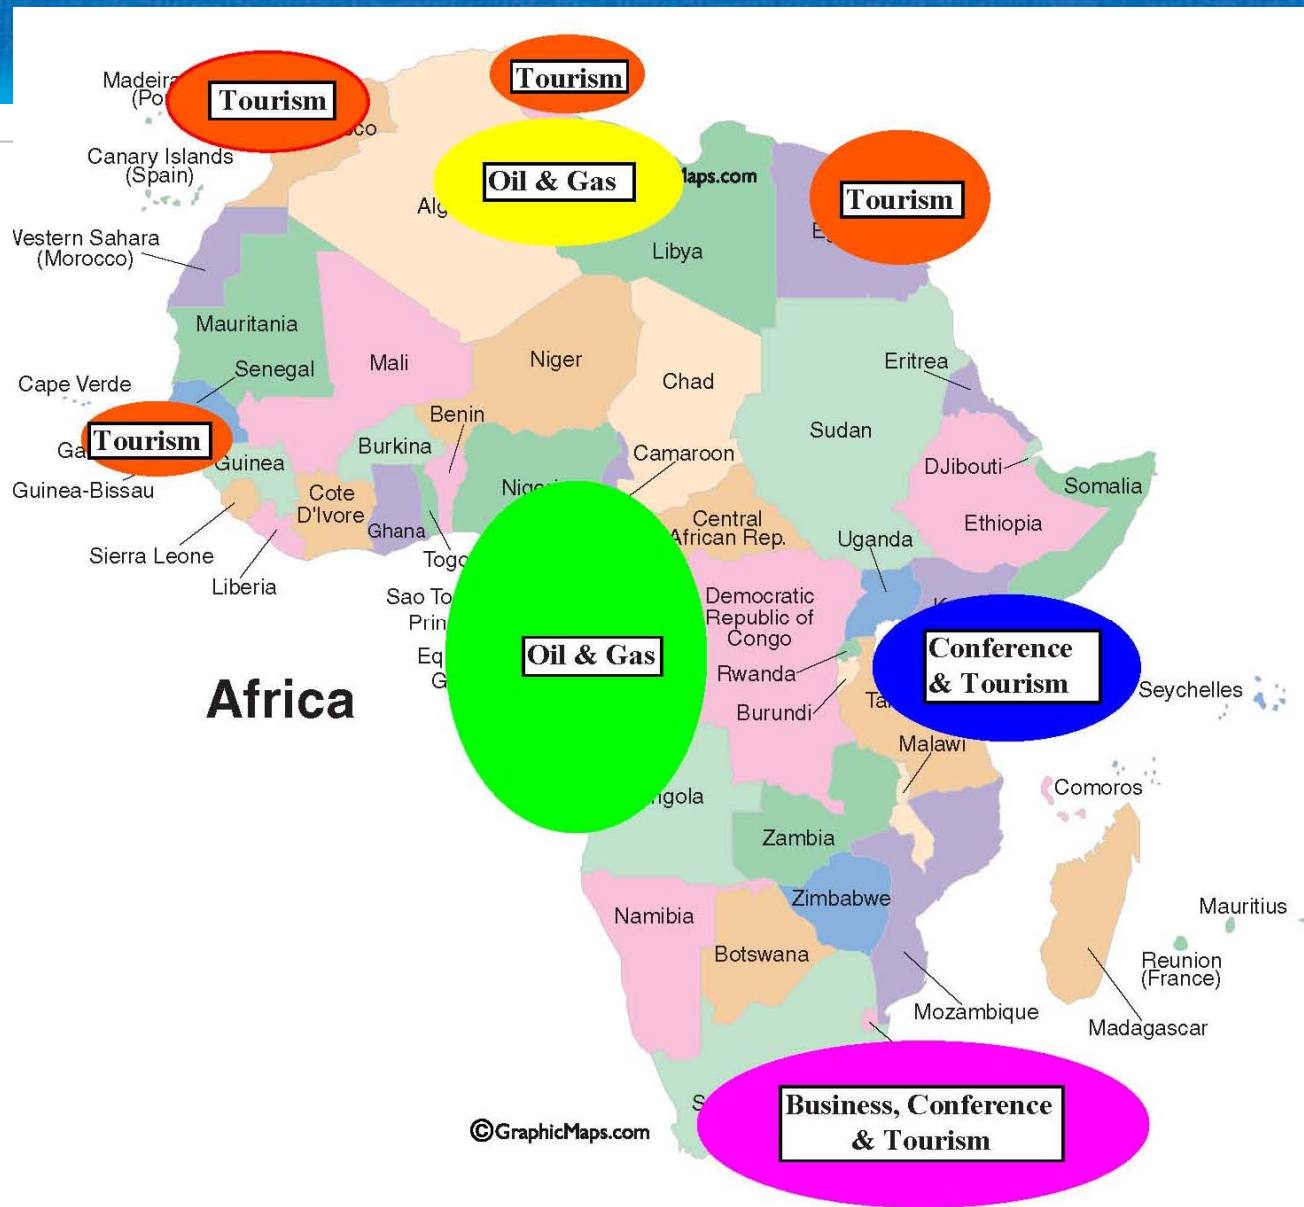 Tourism
Tourism
Madeira
(Po
co
Canary Islands
(Spain)
Oil & Gas
aps.com
Tourism
Alg
Libya
Western Sahara
(Morocco)
Mauritania
Senegal
Mali
Niger
Chad
Eritrea
Cape Verde
Benin
Sudan
Tourism
Ga
Guinea
Burkina
Camaroon
DJibouti
Somalia
Guinea-Bissau
Cote
D'Ivore
Nige
Central
African Rep.
Ethiopia
Ghana
Uganda
Sierra Leone
Togo
Liberia
Sao To
Prin
Democratic
Republic of
Congo
K
Eq
G
Oil & Gas
Conference
& Tourism
Rwanda
Burundi
Ta
Seychelles
Africa
Malawi
ngola
Comoros
Zambia
Zimbabwe
Namibia
Botswana
Mauritius
Reunion
(France)
Mozambique
Madagascar
S
Business, Conference
& Tourism
©GraphicMaps.com